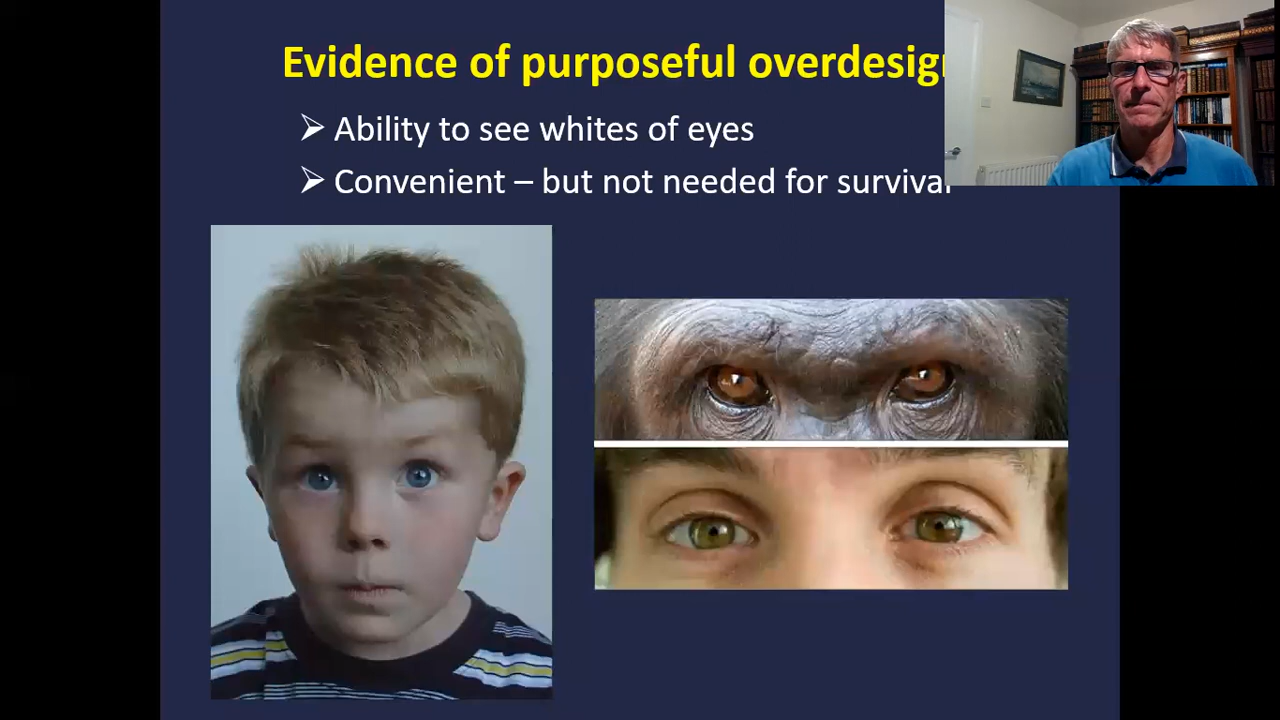 Evidence of purposeful overdesign
➢ Ability to see whites of eyes
➢ Convenient – but not needed for survival